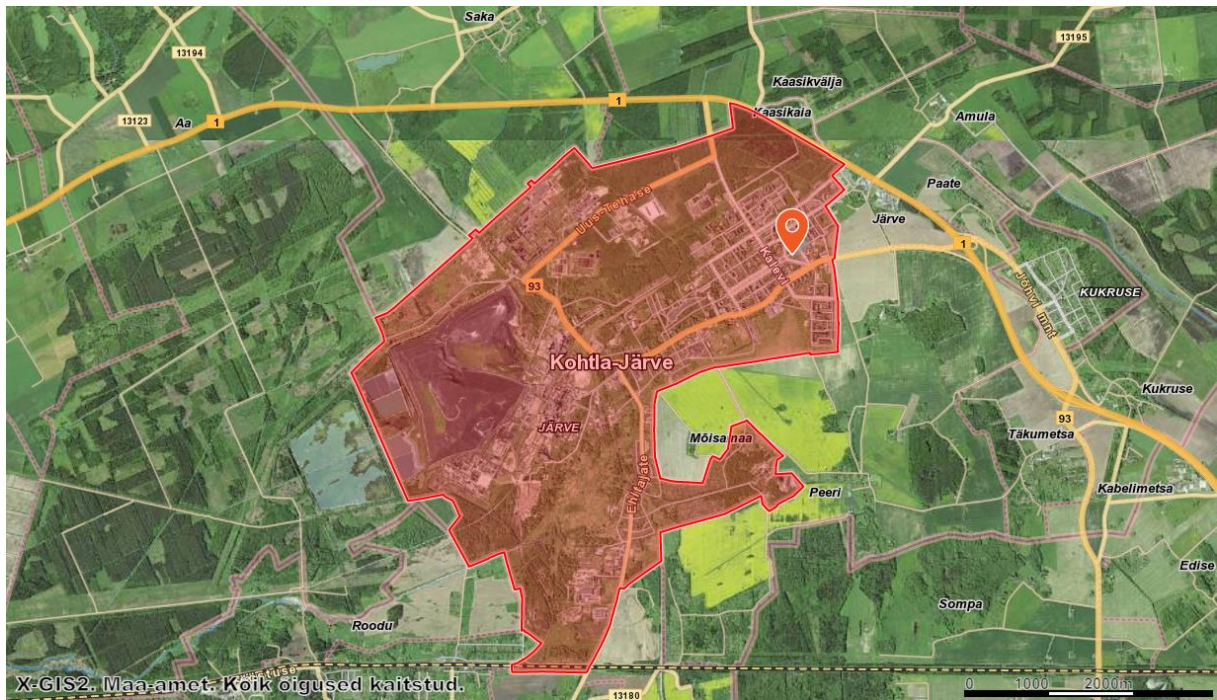 Saka
13194
13195
Kaasikvälja
1
Kaasikaia
13123
Aa
1
Amula
Uus-Tehase
Paate
Järve
Kalevi
1
93
Jõhvi mnt
KUKRUSE
Kohtla-Järve
Kukruse
JÄRVE
93
Mõisamaa
Täkumetsa
Ehitajate
Peeri
Kabelimetsa
Edise
Sompa
Roodu
X-GIS2. Maa-amet. Kõik õigused kaitstud.
0 1000 2000m
13180